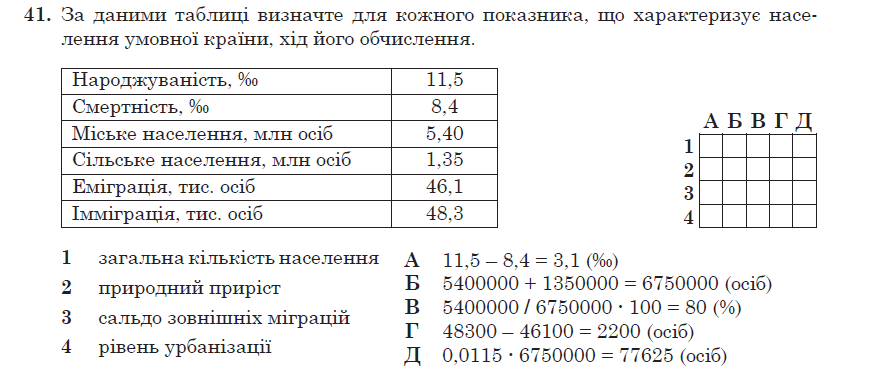 41. За даними таблиці визначте для кожного показника, що характеризує насе-
лення умовної країни, хід його обчислення.
Народжуваність, ‰ 11,5
Смертність, ‰ 8,4
Міське населення, млн осіб 5,40
Сільське населення, млн осіб 1,35
Еміграція, тис. осіб 46,1
Імміграція, тис. осіб 48,3
А Б В Г Д
1
2
3
4
1 загальна кількість населення
2 природний приріст
3 сальдо зовнішніх міграцій
4 рівень урбанізації
А 11,5 – 8,4 = 3,1 (‰)
Б 5400000 + 1350000 = 6750000 (осіб)
В 5400000 / 6750000 · 100 = 80 (%)
Г 48300 – 46100 = 2200 (осіб)
Д 0,0115 · 6750000 = 77625 (осіб)